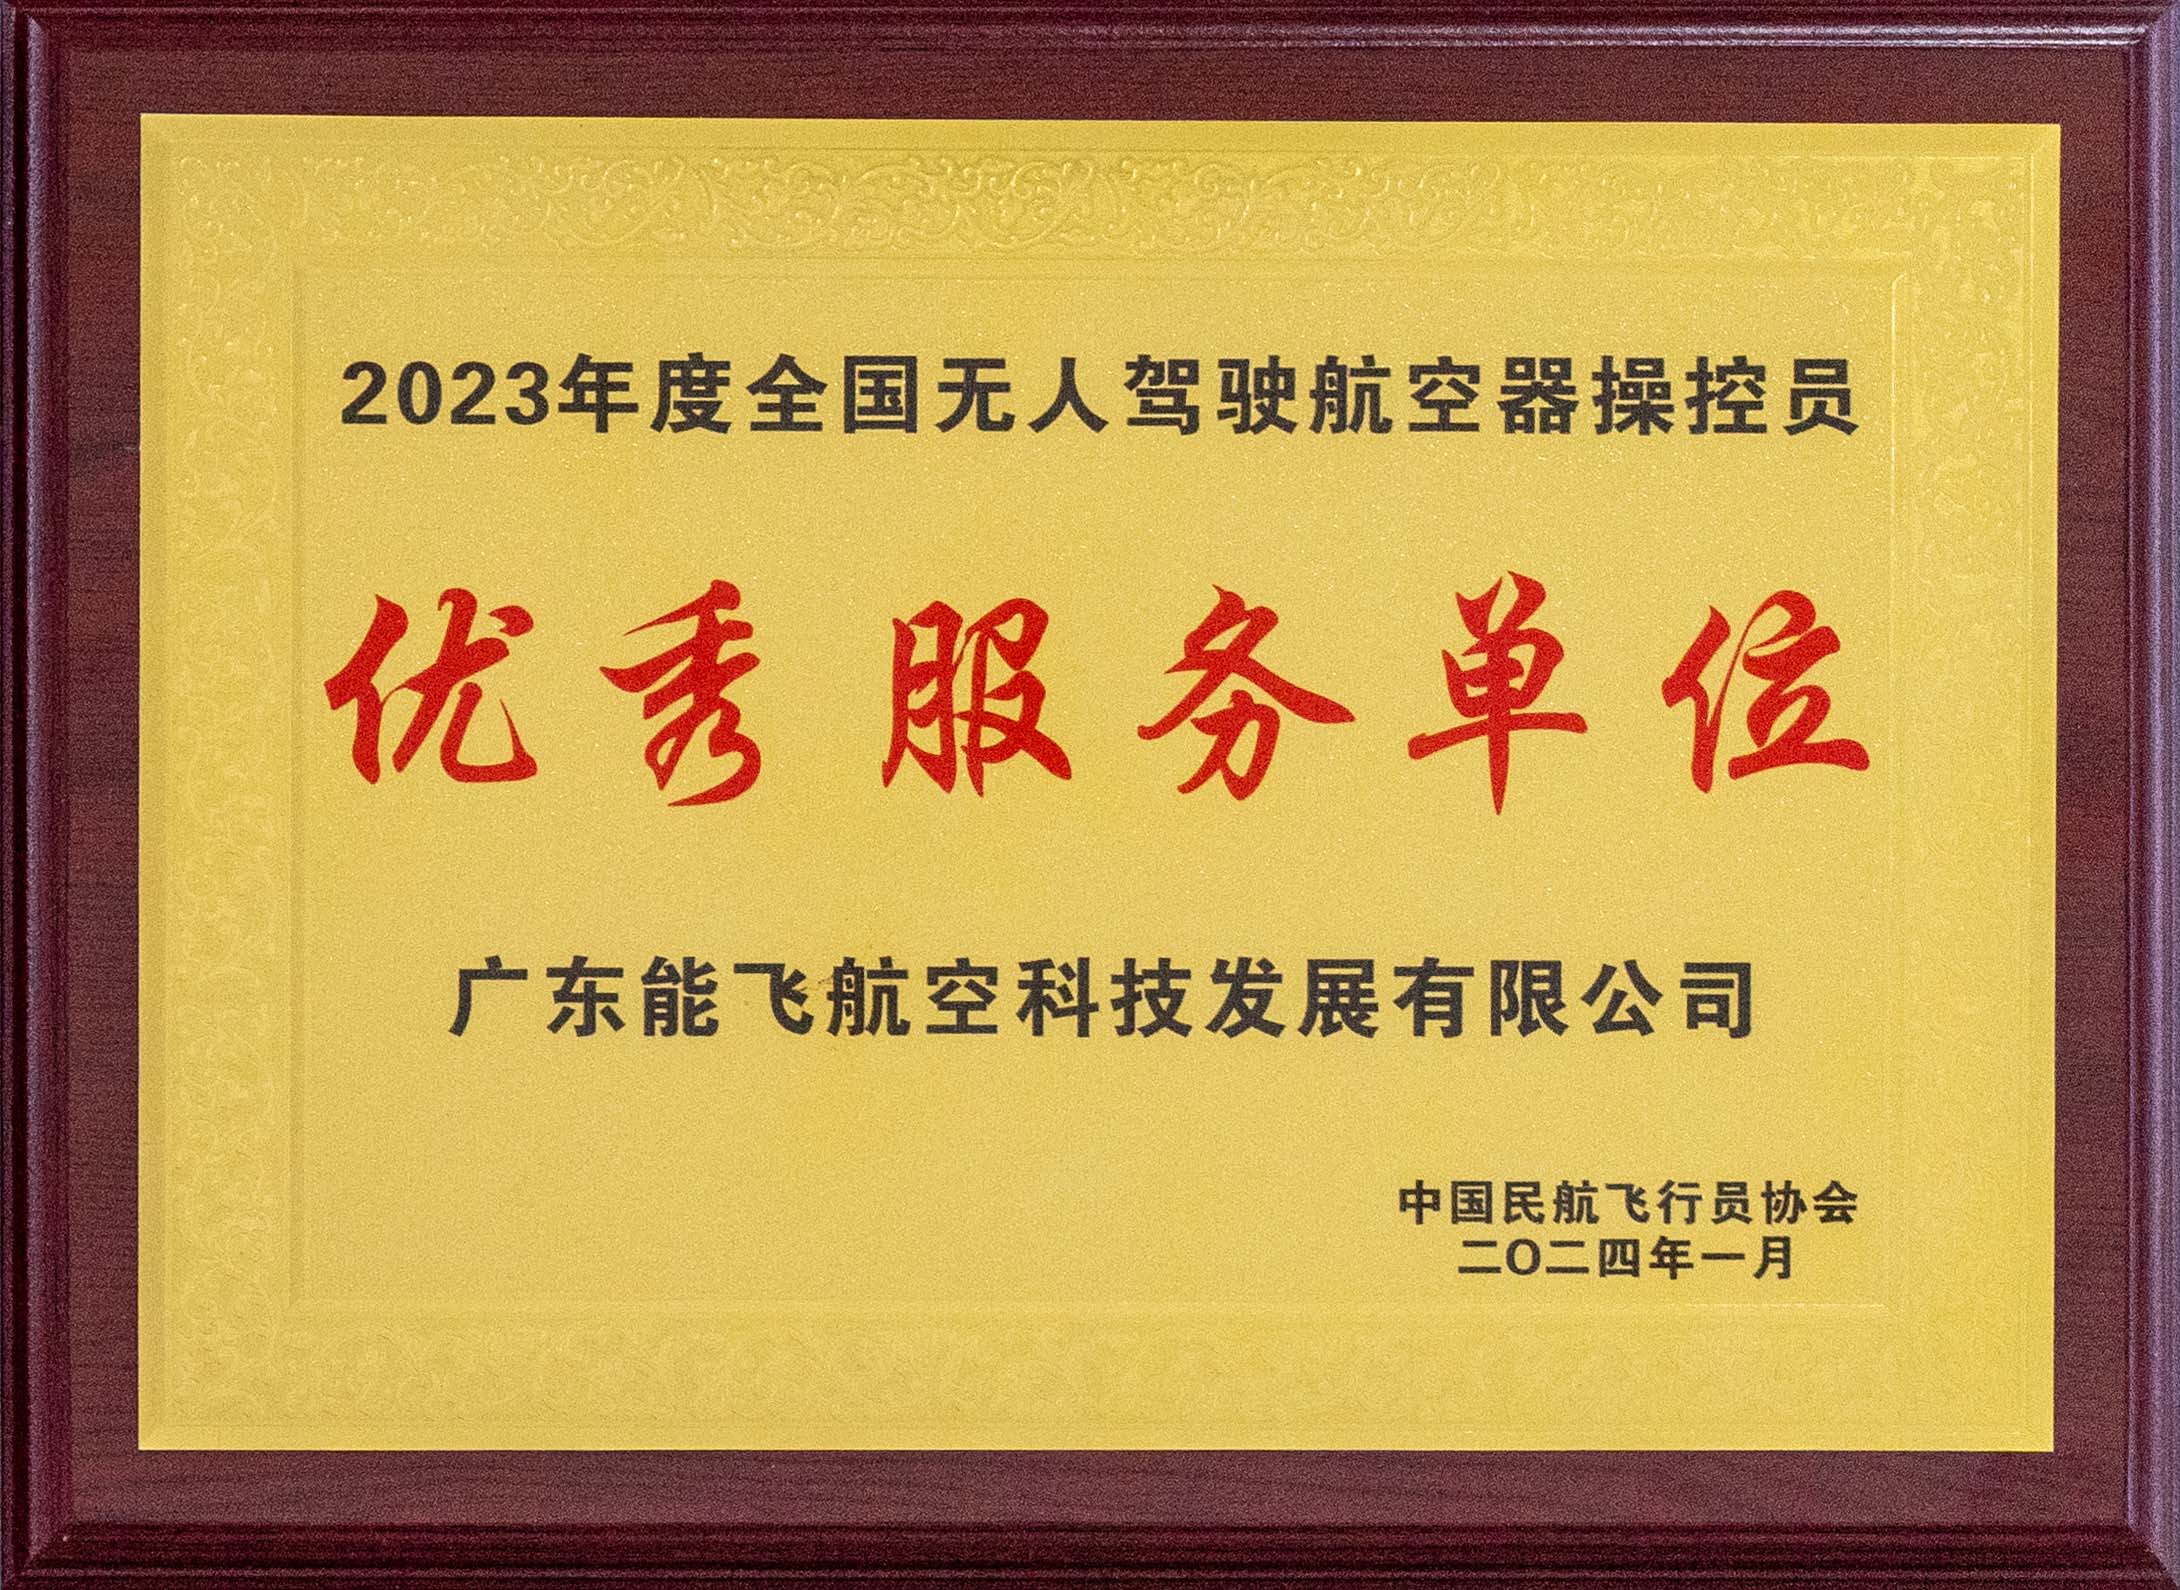 2023年度全国无人驾驶航空器操控员
优秀服务单位
广东能飞航空科技发展有限公司
中国民航飞行员协会
二〇二四年一月